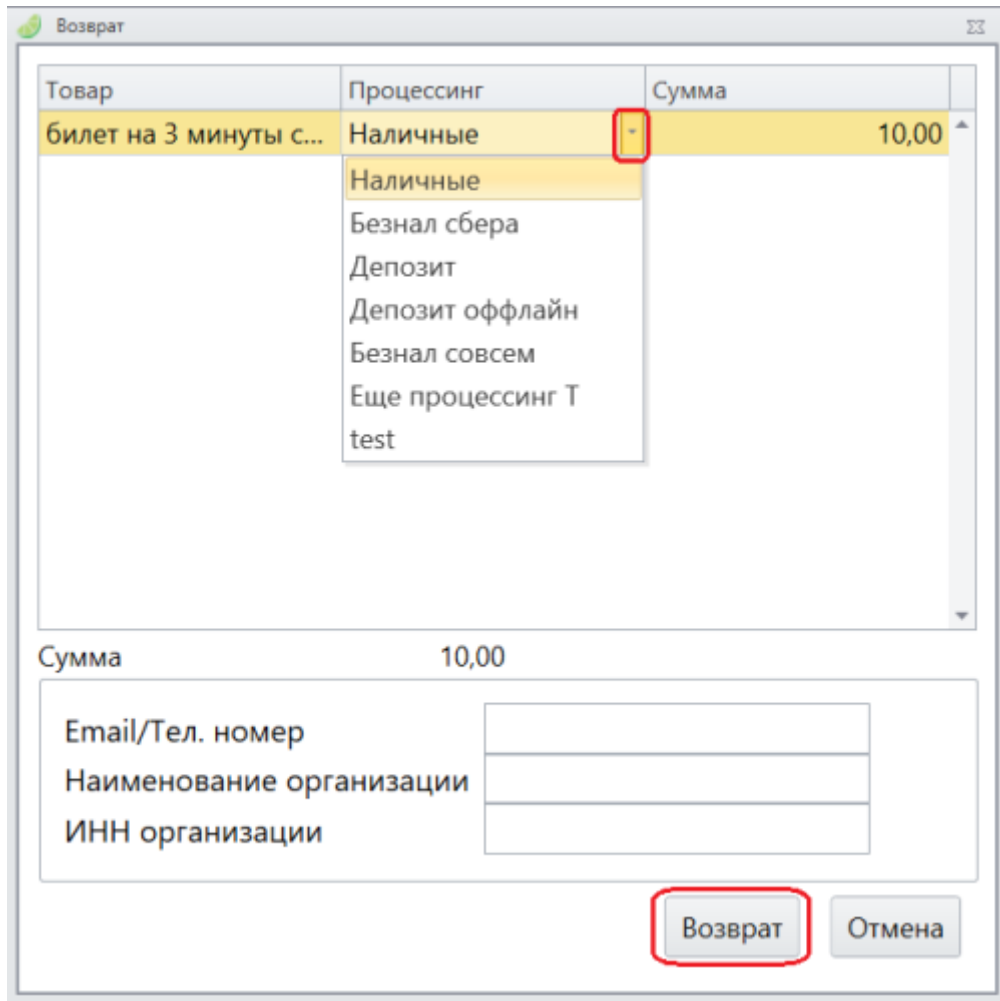 Возврат
Товар Процессинг Сумма
билет на 3 минуты с... Наличные 10,00
Наличные
Безнал сбера
Депозит
Депозит оффлайн
Безнал совсем
Еще процессинг Т
test
Сумма 10,00
Email/Тел. номер
Наименование организации
ИНН организации
Возврат Отмена